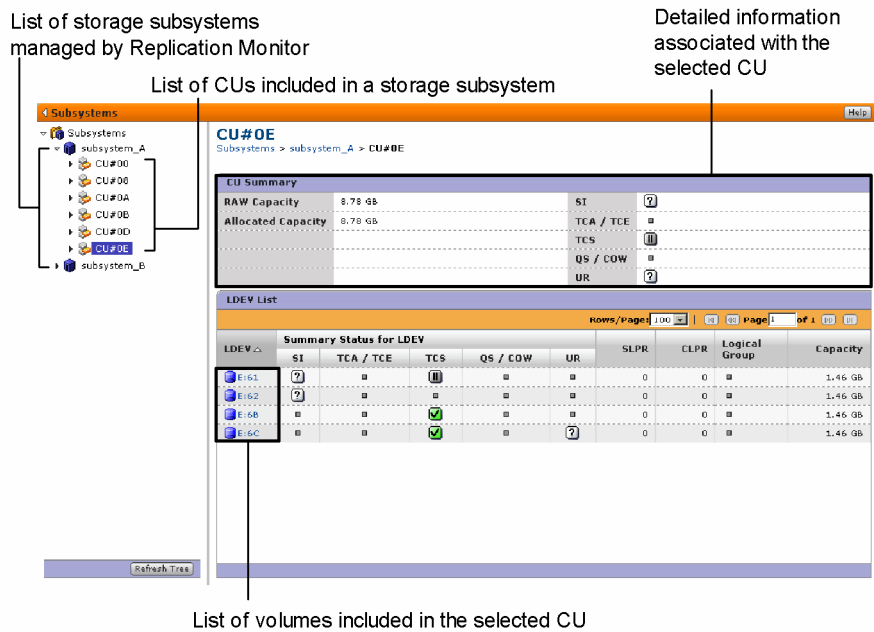 List of storage subsystems
managed by Replication Monitor
List of CUs included in a storage subsystem
Detailed information
associated with the
selected CU
Subsystems
Help
Subsystems
subsystem_A
CU#00
CU#08
CU#0A
CU#0B
CU#0D
CU#0E
subsystem_B
CU#0E
Subsystems > subsystem_A > CU#0E
CU Summary
RAW Capacity 8.78 GB SI ?
Allocated Capacity 8.78 GB TCA / TCE
TCS
QS / COW
UR ?
LDEV List
Rows/Page: 100 | Page 1 of 1
LDEV Summary Status for LDEV SLPR CLPR Logical Group Capacity
SI TCA / TCE TCS QS / COW UR
E:61 ? 0 0 1.46 GB
E:62 ? 0 0 1.46 GB
E:6B 0 0 1.46 GB
E:6C ? 0 0 1.46 GB
Refresh Tree
List of volumes included in the selected CU